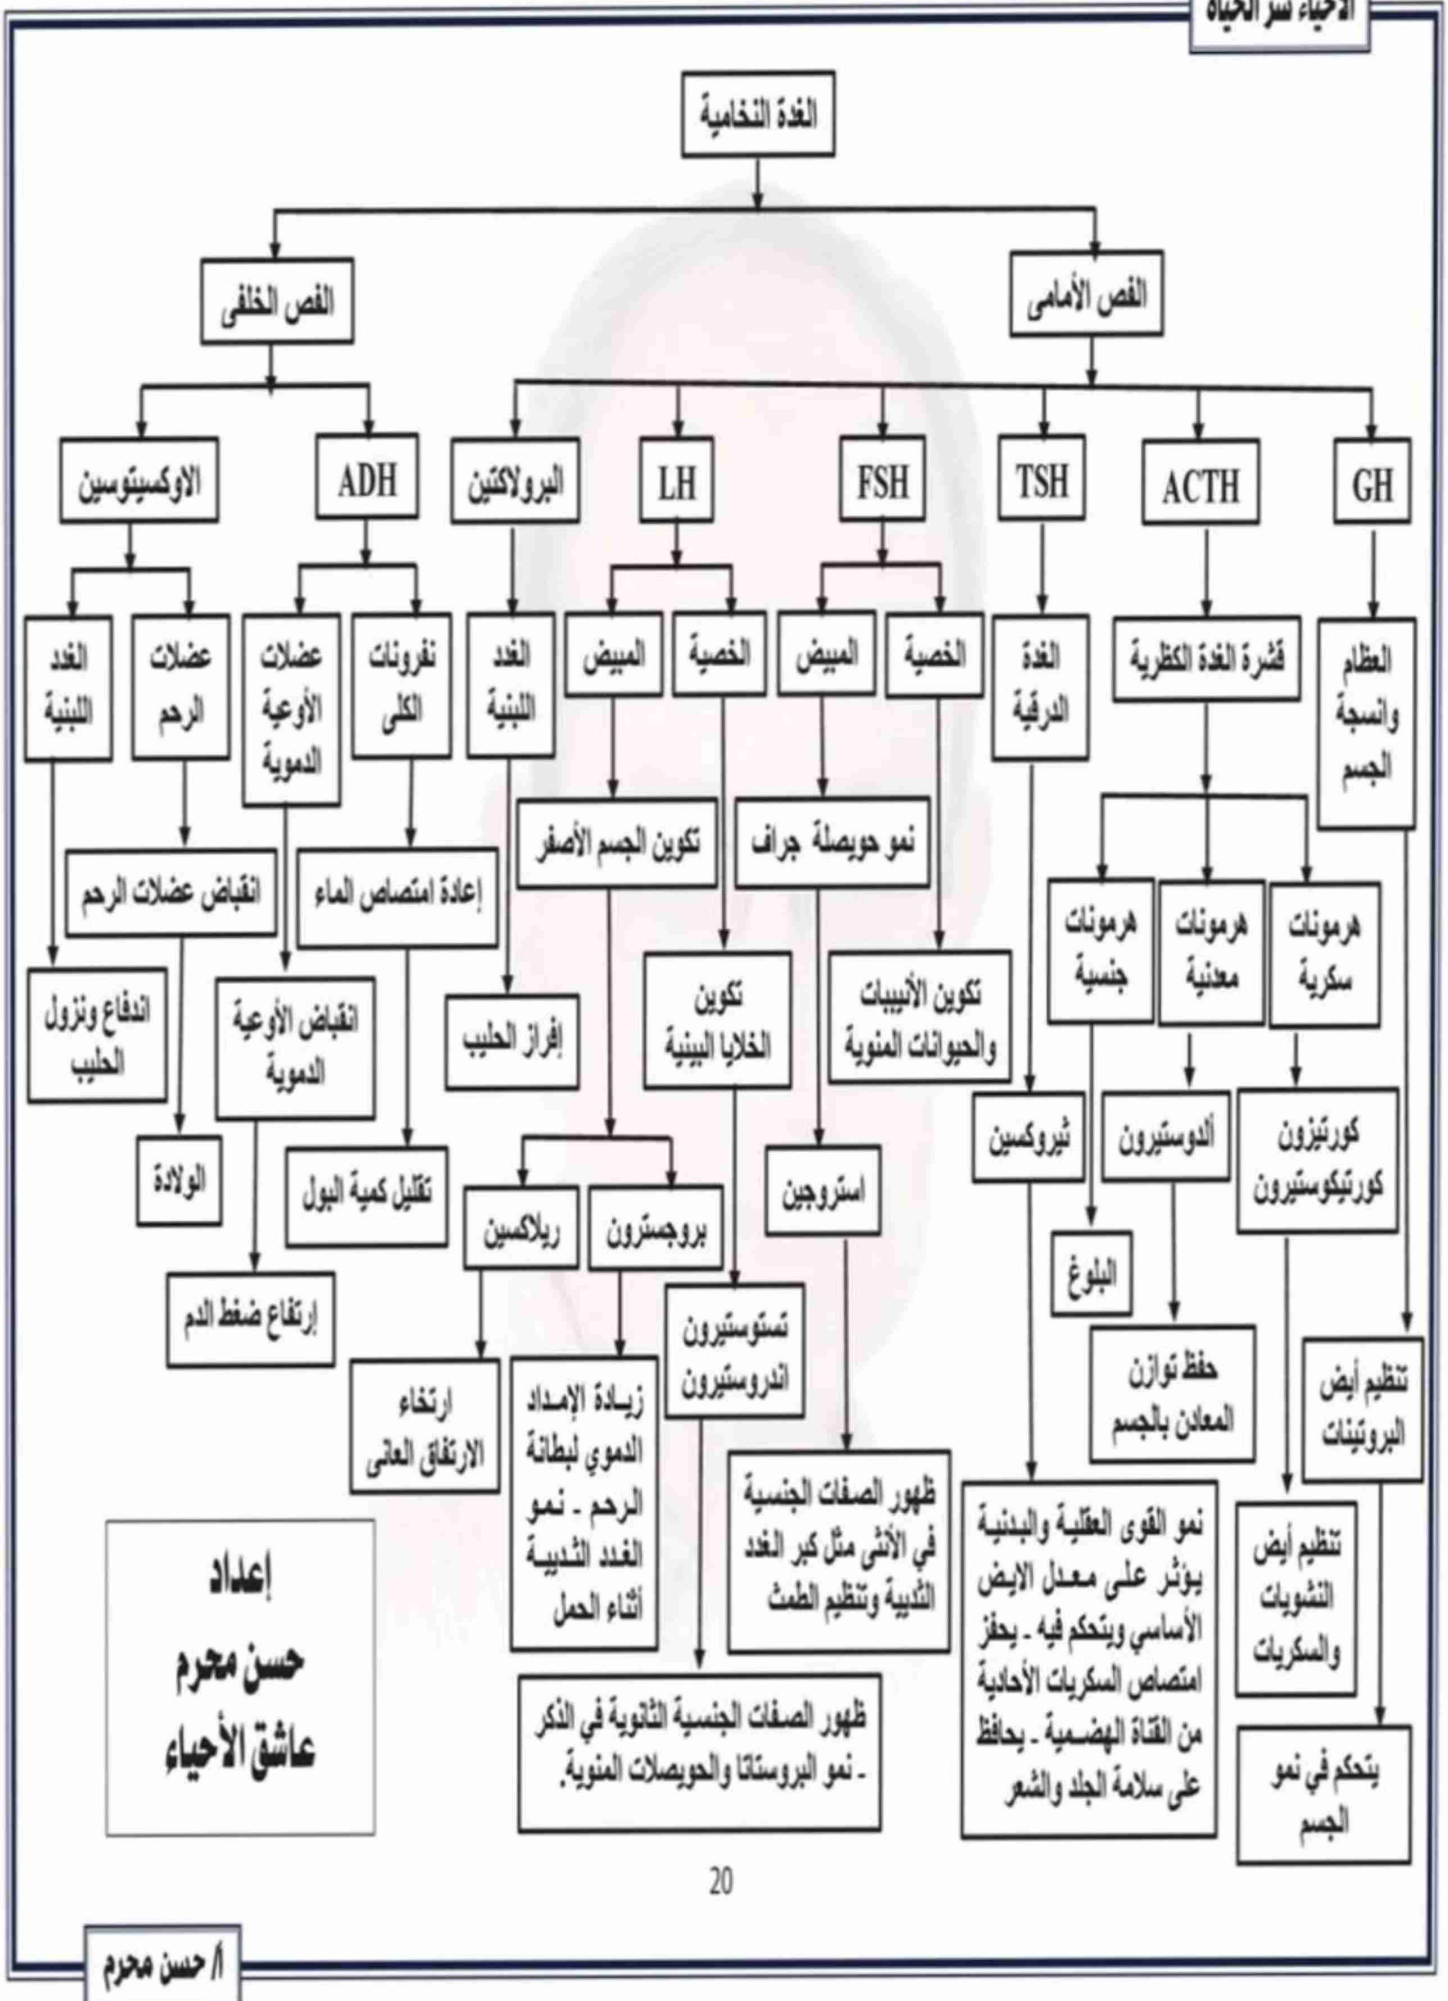 الأحياء سر الحياة
الغدة النخامية
الفص الأمامى
الفص الخلفى
GH
ACTH
TSH
FSH
LH
البرولاكتين
ADH
الاوكسيتوسين
العظام
وانسجة
الجسم
قشرة الغدة الكظرية
الغدة
الدرقية
الخصية
المبيض
الخصية
المبيض
الغدد
اللبنية
نفرونات
الكلى
عضلات
الأوعية
الدموية
عضلات
الرحم
الغدد
اللبنية
نمو حويصلة جراف
تكوين الجسم الأصفر
إعادة امتصاص الماء
انقباض عضلات الرحم
هرمونات
سكرية
هرمونات
معدنية
هرمونات
جنسية
تكوين الأنيبيبات
والحيوانات المنوية
تكوين
الخلايا البينية
إفراز الحليب
انقباض الأوعية
الدموية
اندفاع ونزول
الحليب
كورتيزون
كورتيكوستيرون
ألدوستيرون
ثيروكسين
استروجين
بروجسترون
ريلاكسين
تقليل كمية البول
الولادة
البلوغ
تستوستيرون
اندروستيرون
إرتفاع ضغط الدم
تنظيم أيض
البروتينات
حفظ توازن
المعادن بالجسم
زيادة الإمداد
الدموي لبطانة
الرحم - نمو
الغدد الثديية
أثناء الحمل
ارتخاء
الارتفاق العانى
ظهور الصفات الجنسية
في الأنثى مثل كبر الغدد
الثديية وتنظيم الطمث
نمو القوى العقلية والبدنية
يؤثر على معدل الايض
الأساسي ويتحكم فيه - يحفز
امتصاص السكريات الأحادية
من القناة الهضمية - يحافظ
على سلامة الجلد والشعر
تنظيم أيض
النشويات
والسكريات
ظهور الصفات الجنسية الثانوية في الذكر
- نمو البروستاتا والحويصلات المنوية.
يتحكم في نمو
الجسم
إعداد
حسن محرم
عاشق الأحياء
20
أ/ حسن محرم